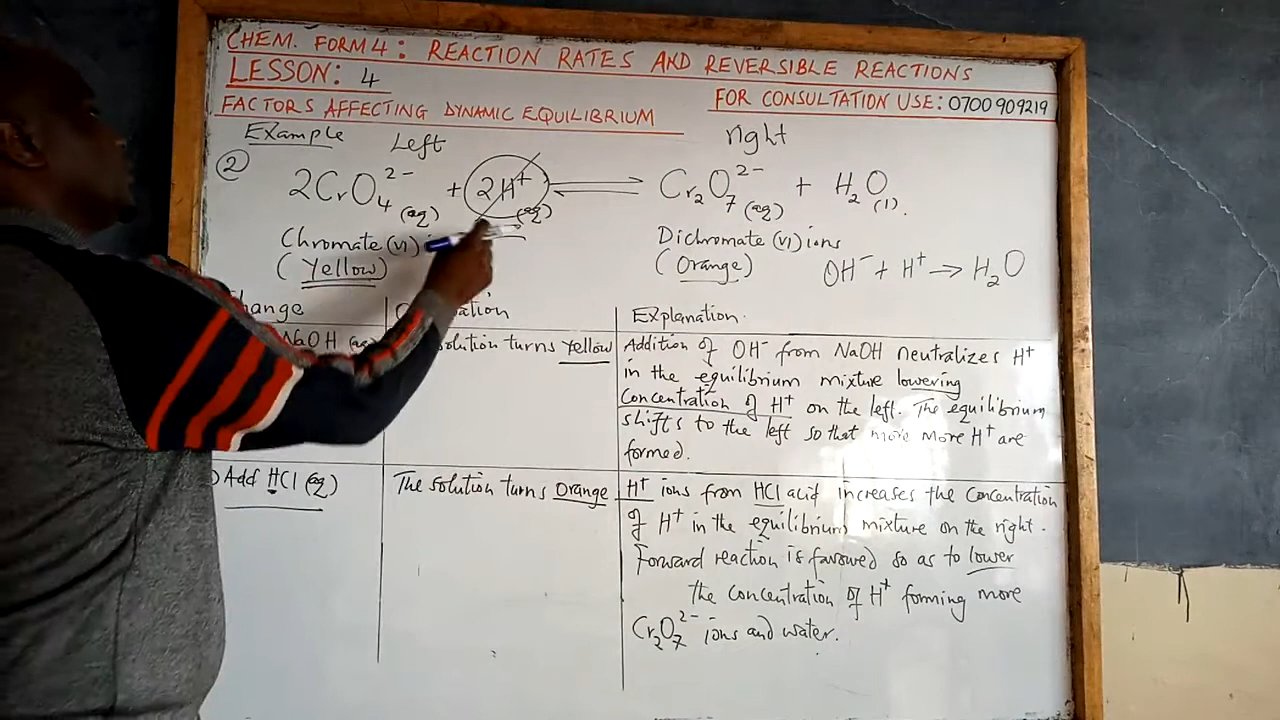 CHEM. FORM 4 : REACTION RATES AND REVERSIBLE REACTIONS
LESSON: 4
FACTORS AFFECTING DYNAMIC EQUILIBRIUM
FOR CONSULTATION USE: 0700 909219
Example Left right
② 2CrO₄²⁻(aq) + 2H⁺(aq) ⇌ Cr₂O₇²⁻(aq) + H₂O(l).
Chromate (VI) Dichromate (VI) ions
(Yellow) (Orange) OH⁻ + H⁺ → H₂O
Explanation.
NaOH (aq)
solution turns Yellow
Addition of OH⁻ from NaOH neutralizes H⁺
in the equilibrium mixture lowering
Concentration of H⁺ on the left. The equilibrium
shifts to the left so that more more H⁺ are
formed.
Add HCl (aq)
The solution turns Orange
H⁺ ions from HCl acid increases the concentration
of H⁺ in the equilibrium mixture on the right.
Forward reaction is favoured so as to lower
the concentration of H⁺ forming more
Cr₂O₇²⁻ ions and water.